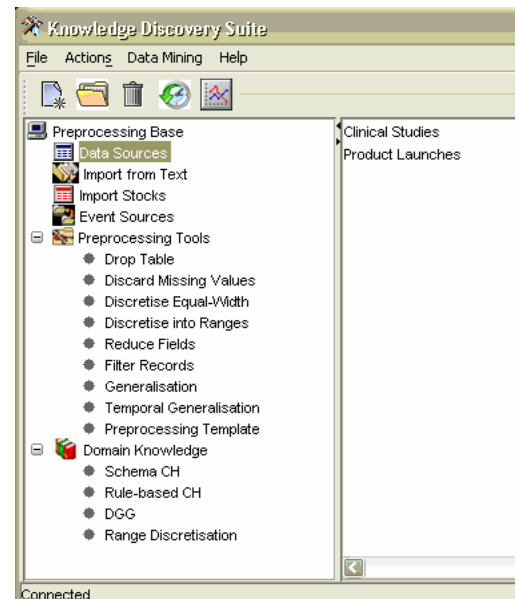 Knowledge Discovery Suite
File Actions Data Mining Help
Preprocessing Base
Data Sources
Import from Text
Import Stocks
Event Sources
Preprocessing Tools
Drop Table
Discard Missing Values
Discretise Equal-Width
Discretise into Ranges
Reduce Fields
Filter Records
Generalisation
Temporal Generalisation
Preprocessing Template
Domain Knowledge
Schema CH
Rule-based CH
DGG
Range Discretisation
Clinical Studies
Product Launches
Connected